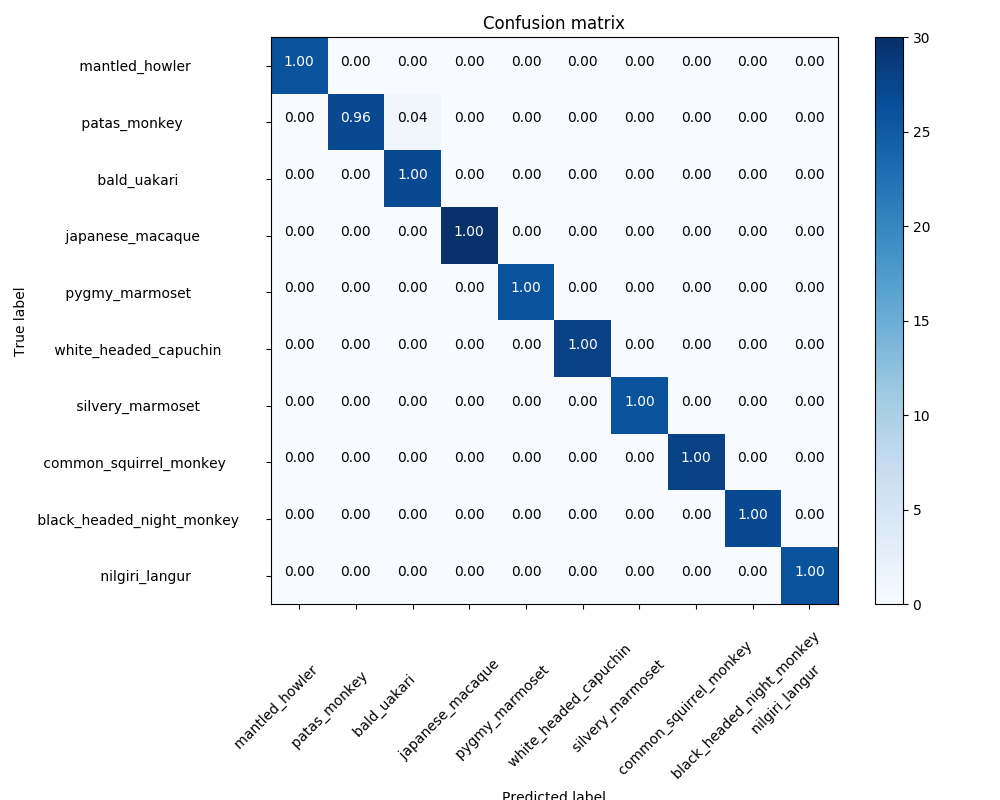 Confusion matrix
mantled_howler 1.00 0.00 0.00 0.00 0.00 0.00 0.00 0.00 0.00 0.00
patas_monkey 0.00 0.96 0.04 0.00 0.00 0.00 0.00 0.00 0.00 0.00
bald_uakari 0.00 0.00 1.00 0.00 0.00 0.00 0.00 0.00 0.00 0.00
japanese_macaque 0.00 0.00 0.00 1.00 0.00 0.00 0.00 0.00 0.00 0.00
pygmy_marmoset 0.00 0.00 0.00 0.00 1.00 0.00 0.00 0.00 0.00 0.00
white_headed_capuchin 0.00 0.00 0.00 0.00 0.00 1.00 0.00 0.00 0.00 0.00
silvery_marmoset 0.00 0.00 0.00 0.00 0.00 0.00 1.00 0.00 0.00 0.00
common_squirrel_monkey 0.00 0.00 0.00 0.00 0.00 0.00 0.00 1.00 0.00 0.00
black_headed_night_monkey 0.00 0.00 0.00 0.00 0.00 0.00 0.00 0.00 1.00 0.00
nilgiri_langur 0.00 0.00 0.00 0.00 0.00 0.00 0.00 0.00 0.00 1.00
True label
mantled_howler
patas_monkey
bald_uakari
japanese_macaque
pygmy_marmoset
white_headed_capuchin
silvery_marmoset
common_squirrel_monkey
black_headed_night_monkey
nilgiri_langur
Predicted label
30
25
20
15
10
5
0